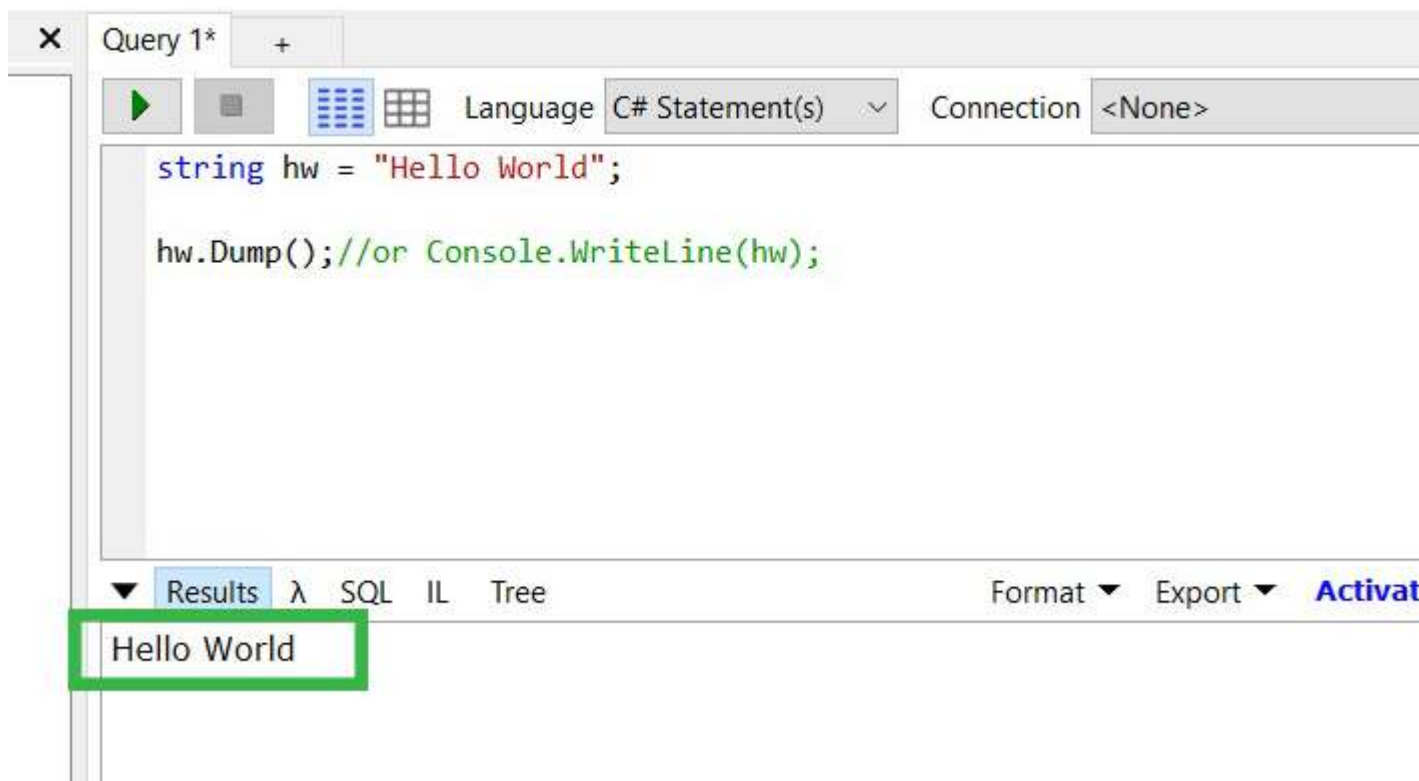 Query 1* +
Language C# Statement(s) Connection <None>
string hw = "Hello World";
hw.Dump();//or Console.WriteLine(hw);
Results λ SQL IL Tree Format Export Activat
Hello World